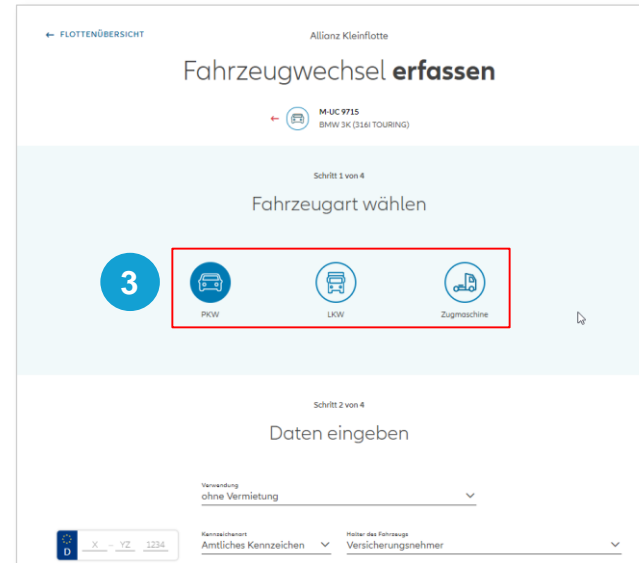 ← FLOTTENÜBERSICHT
Allianz Kleinflotte
Fahrzeugwechsel erfassen
← M-UC 9715
BMW 3K (316I TOURING)
Schritt 1 von 4
Fahrzeugart wählen
3
PKW LKW Zugmaschine
Schritt 2 von 4
Daten eingeben
Verwendung
ohne Vermietung
Kennzeichenart Halter des Fahrzeugs
D X - YZ 1234 Amtliches Kennzeichen Versicherungsnehmer